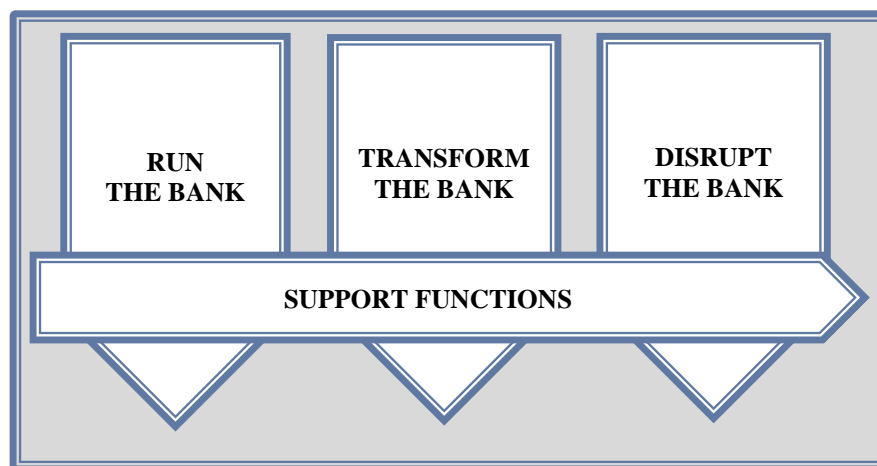 RUN
THE BANK
TRANSFORM
THE BANK
DISRUPT
THE BANK
SUPPORT FUNCTIONS